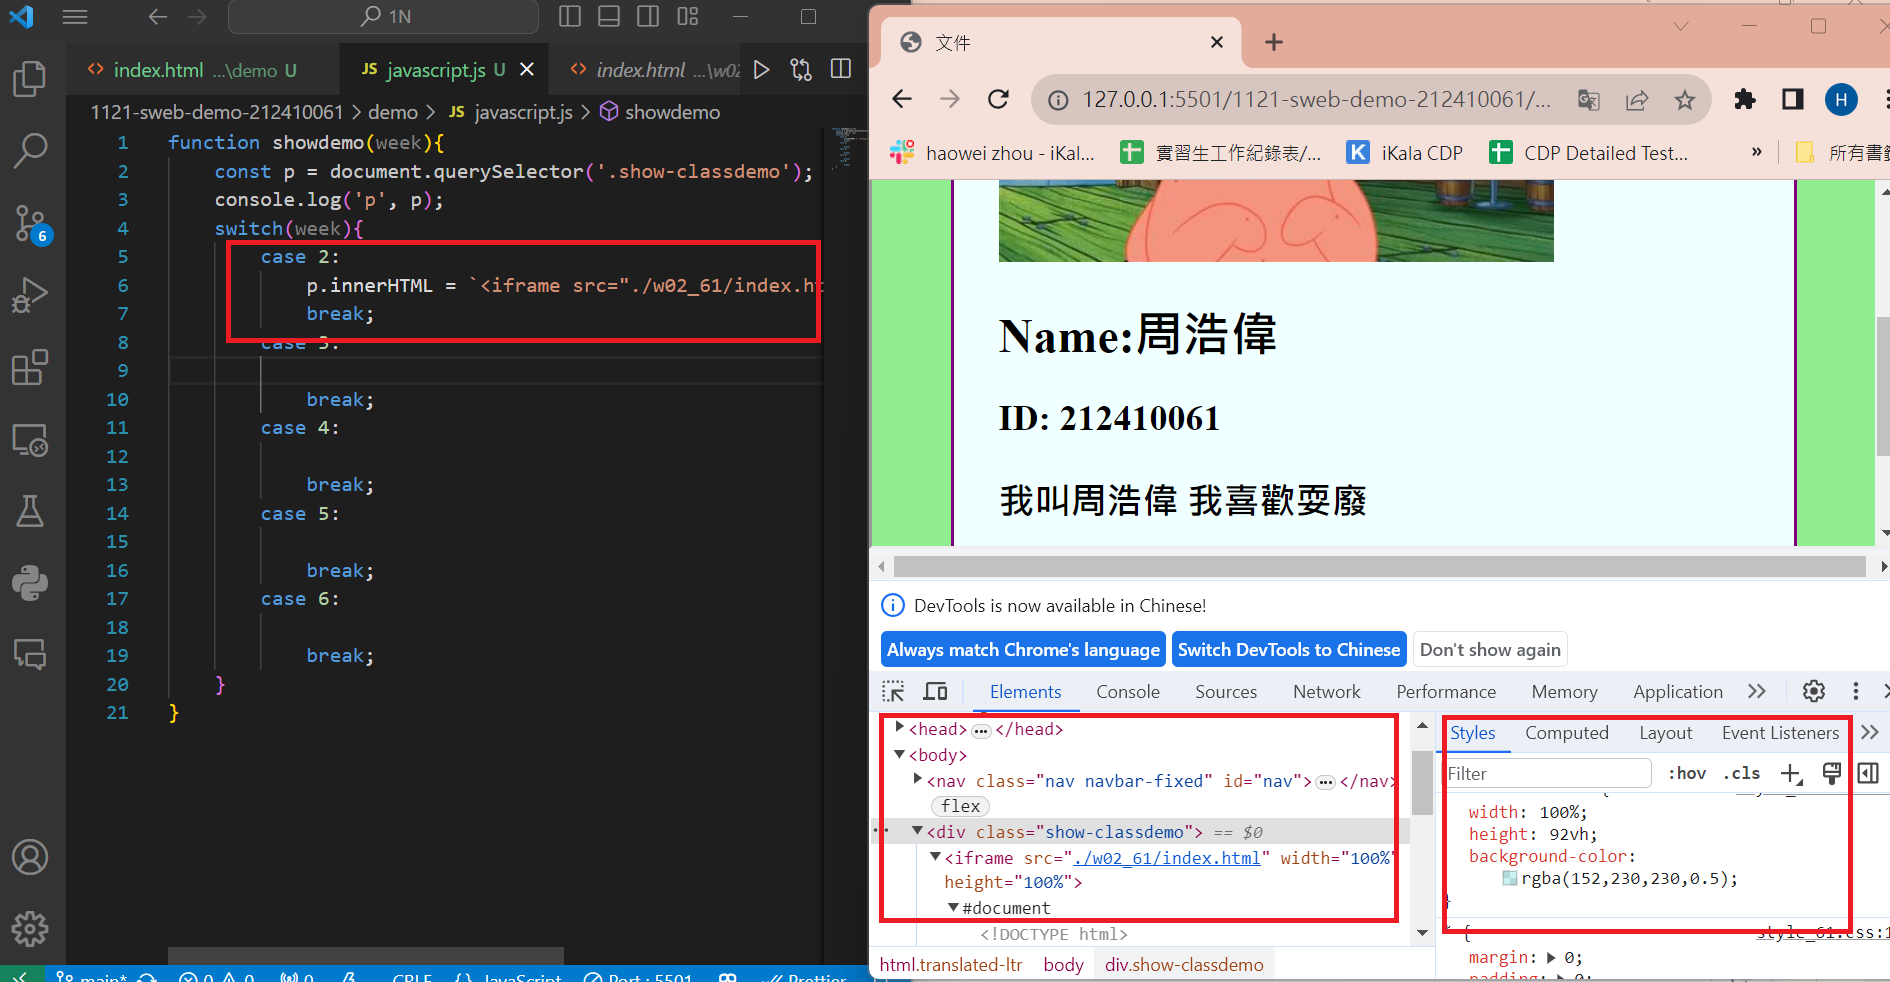 1N
index.html ...\demo U
JS javascript.js U
index.html ...\w02
1121-sweb-demo-212410061 > demo > JS javascript.js > showdemo
1 function showdemo(week){
2 const p = document.querySelector('.show-classdemo');
3 console.log('p', p);
4 switch(week){
5 case 2:
6 p.innerHTML = `<iframe src="./w02_61/index.ht
7 break;
8 case 3:
9
10 break;
11 case 4:
12
13 break;
14 case 5:
15
16 break;
17 case 6:
18
19 break;
20 }
21 }
6
main* 0 0 0 CRLF {} JavaScript Port : 5501 Prettier
文件
127.0.0.1:5501/1121-sweb-demo-212410061/...
H
haowei zhou - iKal...
實習生工作紀錄表/...
K iKala CDP
CDP Detailed Test...
»
所有書籤
Name:周浩偉
ID: 212410061
我叫周浩偉 我喜歡耍廢
DevTools is now available in Chinese!
Always match Chrome's language
Switch DevTools to Chinese
Don't show again
Elements Console Sources Network Performance Memory Application
<head> ... </head>
<body>
<nav class="nav navbar-fixed" id="nav"> ... </nav>
flex
<div class="show-classdemo"> == $0
<iframe src="./w02_61/index.html" width="100%"
height="100%">
#document
<!DOCTYPE html>
html.translated-ltr body div.show-classdemo
Styles Computed Layout Event Listeners
Filter :hov .cls
width: 100%;
height: 92vh;
background-color:
rgba(152,230,230,0.5);
}
* { style_61.css:1
margin: 0;
padding: 0;